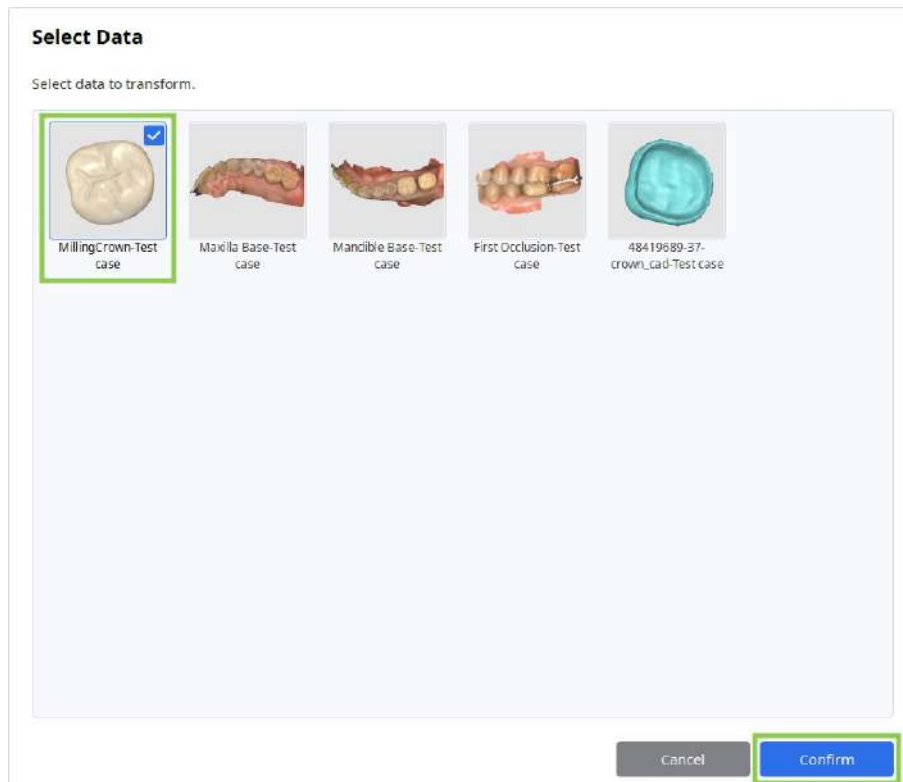 Select Data
Select data to transform.
MillingCrown-Test
case
Maxilla Base-Test
case
Mandible Base-Test
case
First Occlusion-Test
case
48419689-37-
crown_cad-Test case
Cancel
Confirm